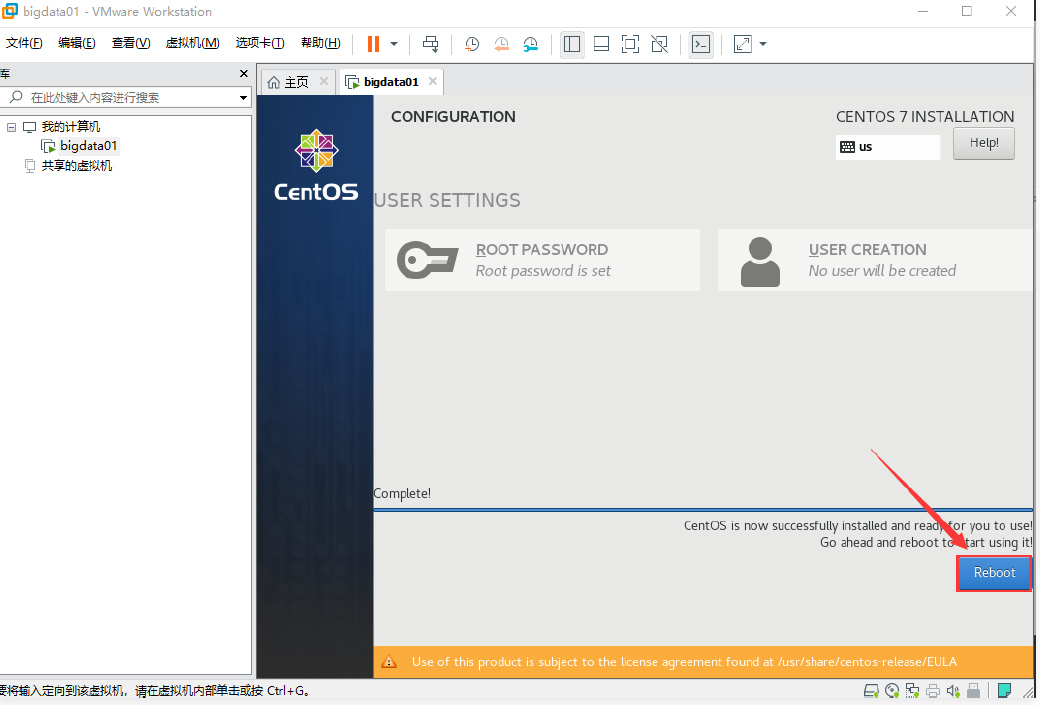 bigdata01 - VMware Workstation
文件(F) 编辑(E) 查看(V) 虚拟机(M) 选项卡(T) 帮助(H)
库
在此处键入内容进行搜索
我的计算机
bigdata01
共享的虚拟机
主页
bigdata01
CentOS
CONFIGURATION
CENTOS 7 INSTALLATION
us
Help!
USER SETTINGS
ROOT PASSWORD
Root password is set
USER CREATION
No user will be created
Complete!
CentOS is now successfully installed and ready for you to use!
Go ahead and reboot to start using it!
Reboot
Use of this product is subject to the license agreement found at /usr/share/centos-release/EULA
要将输入定向到该虚拟机，请在虚拟机内部单击或按 Ctrl+G。